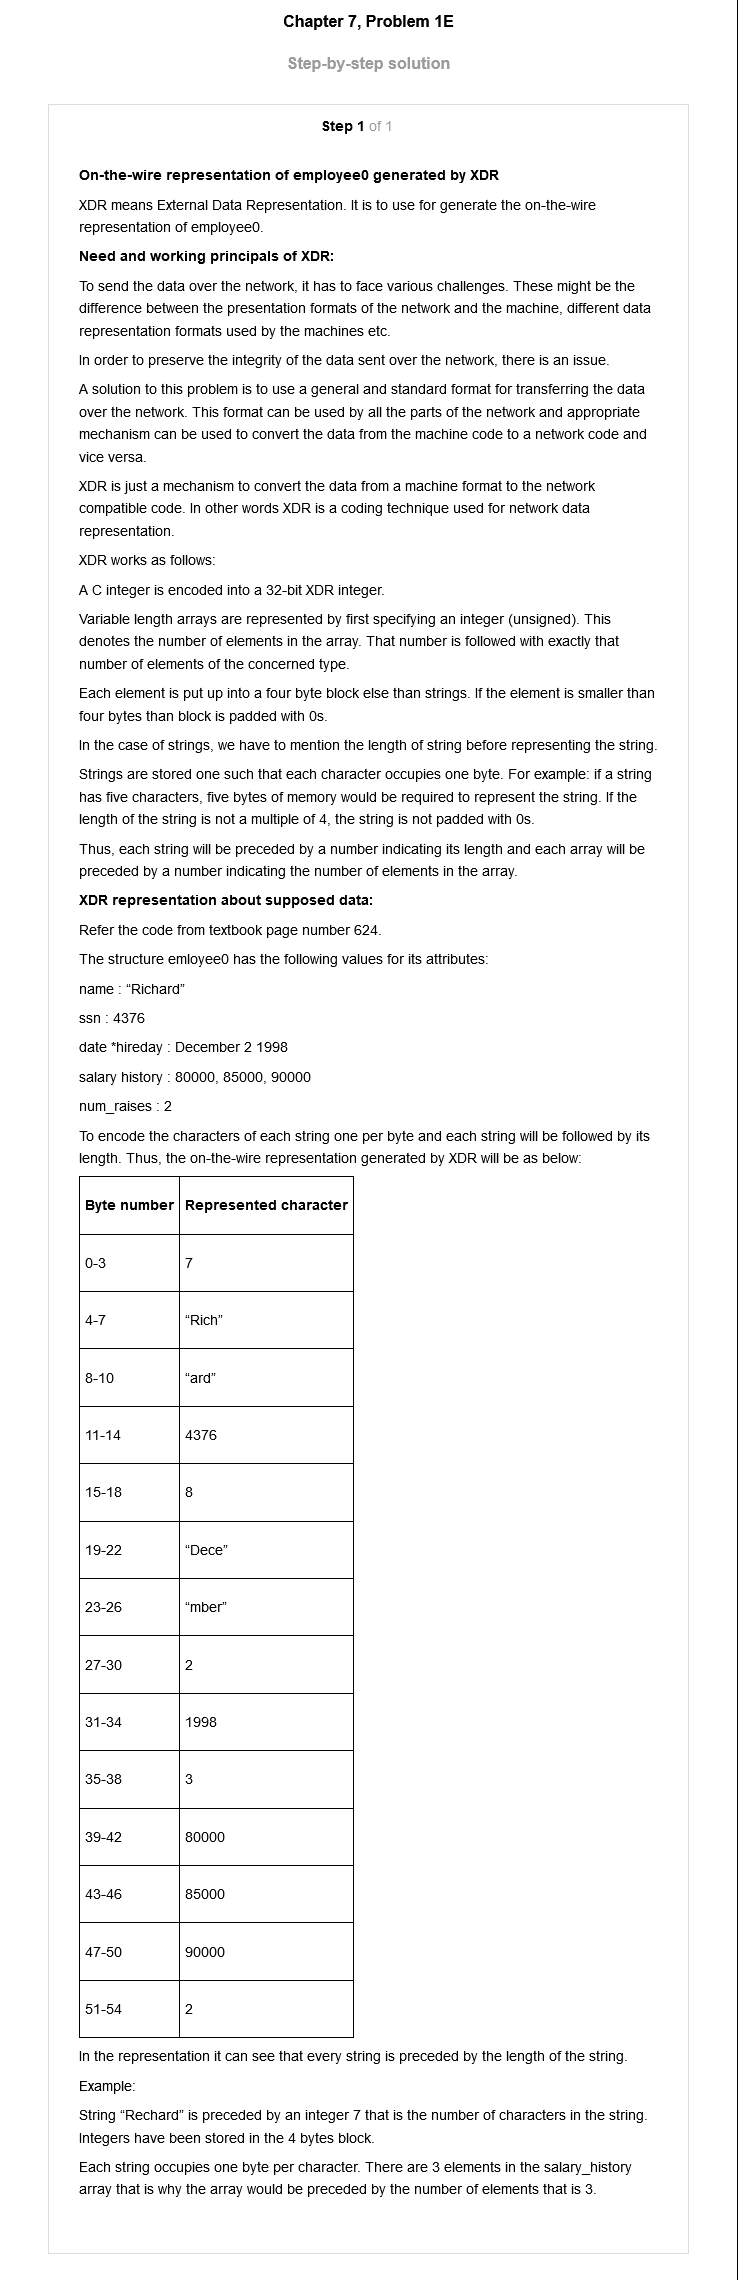 Chapter 7, Problem 1E
Step-by-step solution
Step 1 of 1
On-the-wire representation of employee0 generated by XDR
XDR means External Data Representation. It is to use for generate the on-the-wire
representation of employee0.
Need and working principals of XDR:
To send the data over the network, it has to face various challenges. These might be the
difference between the presentation formats of the network and the machine, different data
representation formats used by the machines etc.
In order to preserve the integrity of the data sent over the network, there is an issue.
A solution to this problem is to use a general and standard format for transferring the data
over the network. This format can be used by all the parts of the network and appropriate
mechanism can be used to convert the data from the machine code to a network code and
vice versa.
XDR is just a mechanism to convert the data from a machine format to the network
compatible code. In other words XDR is a coding technique used for network data
representation.
XDR works as follows:
A C integer is encoded into a 32-bit XDR integer.
Variable length arrays are represented by first specifying an integer (unsigned). This
denotes the number of elements in the array. That number is followed with exactly that
number of elements of the concerned type.
Each element is put up into a four byte block else than strings. If the element is smaller than
four bytes than block is padded with 0s.
In the case of strings, we have to mention the length of string before representing the string.
Strings are stored one such that each character occupies one byte. For example: if a string
has five characters, five bytes of memory would be required to represent the string. If the
length of the string is not a multiple of 4, the string is not padded with 0s.
Thus, each string will be preceded by a number indicating its length and each array will be
preceded by a number indicating the number of elements in the array.
XDR representation about supposed data:
Refer the code from textbook page number 624.
The structure emloyee0 has the following values for its attributes:
name : “Richard”
ssn : 4376
date *hireday : December 2 1998
salary history : 80000, 85000, 90000
num_raises : 2
To encode the characters of each string one per byte and each string will be followed by its
length. Thus, the on-the-wire representation generated by XDR will be as below:
Byte number Represented character
0-3 7
4-7 “Rich”
8-10 “ard”
11-14 4376
15-18 8
19-22 “Dece”
23-26 “mber”
27-30 2
31-34 1998
35-38 3
39-42 80000
43-46 85000
47-50 90000
51-54 2
In the representation it can see that every string is preceded by the length of the string.
Example:
String “Rechard” is preceded by an integer 7 that is the number of characters in the string.
Integers have been stored in the 4 bytes block.
Each string occupies one byte per character. There are 3 elements in the salary_history
array that is why the array would be preceded by the number of elements that is 3.